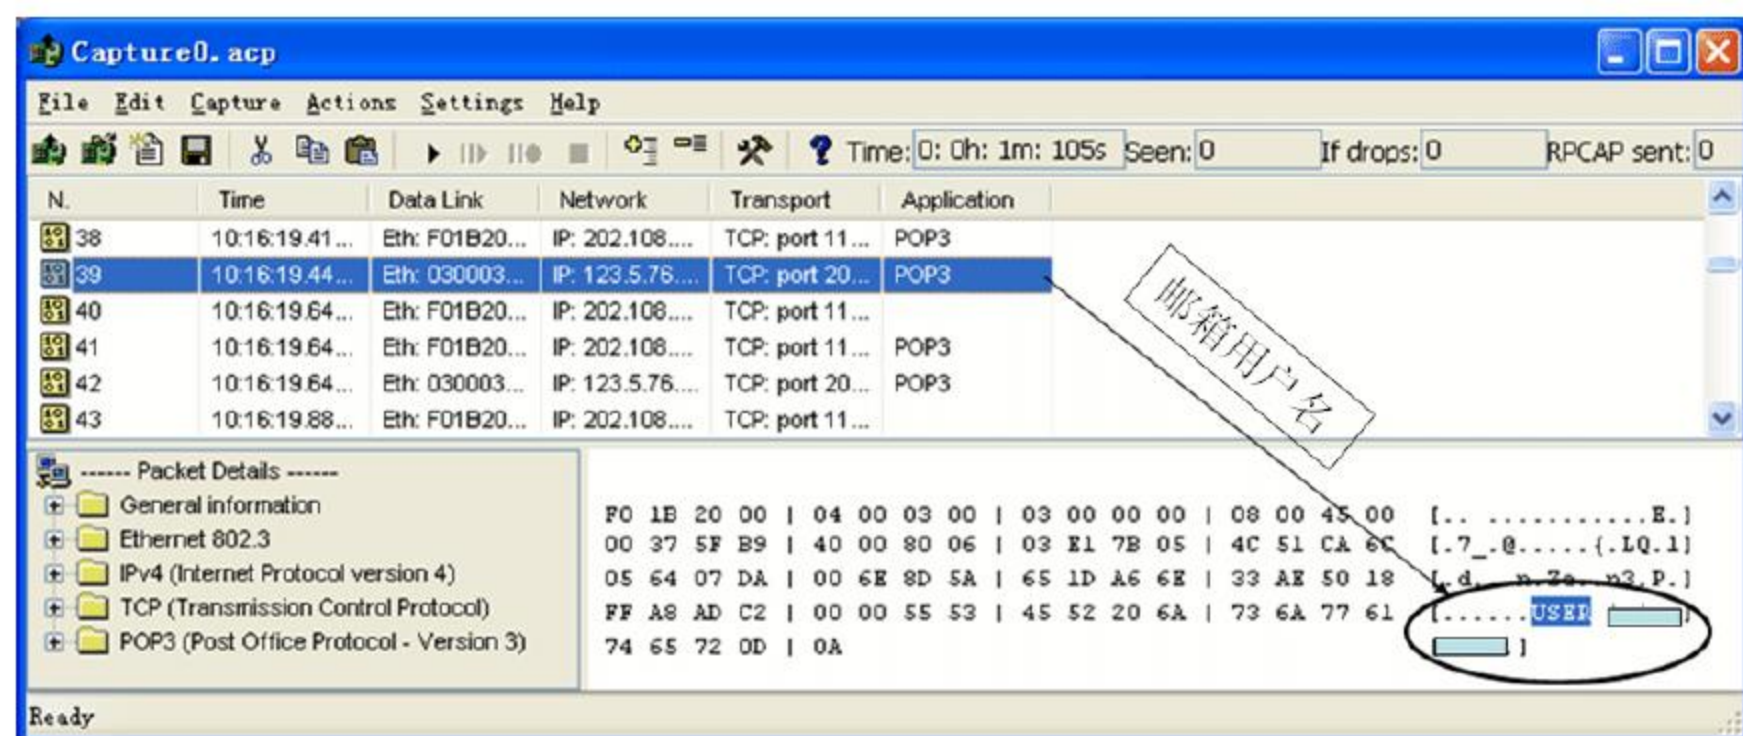 Capture0.acp
File Edit Capture Actions Settings Help
Time: 0: 0h: 1m: 105s Seen: 0 If drops: 0 RPCAP sent: 0
N. Time Data Link Network Transport Application
38 10:16:19.41... Eth: F01B20... IP: 202.108.... TCP: port 11... POP3
39 10:16:19.44... Eth: 030003... IP: 123.5.76.... TCP: port 20... POP3
40 10:16:19.64... Eth: F01B20... IP: 202.108.... TCP: port 11...
41 10:16:19.64... Eth: F01B20... IP: 202.108.... TCP: port 11... POP3
42 10:16:19.64... Eth: 030003... IP: 123.5.76.... TCP: port 20... POP3
43 10:16:19.88... Eth: F01B20... IP: 202.108.... TCP: port 11...
邮箱用户名
------ Packet Details ------
General information
Ethernet 802.3
IPv4 (Internet Protocol version 4)
TCP (Transmission Control Protocol)
POP3 (Post Office Protocol - Version 3)
F0 1B 20 00 | 04 00 03 00 | 03 00 00 00 | 08 00 45 00 [.. ............E.]
00 37 5F B9 | 40 00 80 06 | 03 E1 7B 05 | 4C 51 CA 6C [.7_.@.....{.LQ.l]
05 64 07 DA | 00 6E 8D 5A | 65 1D A6 6E | 33 AE 50 18 [.d...n.Ze..n3.P.]
FF A8 AD C2 | 00 00 55 53 | 45 52 20 6A | 73 6A 77 61 [......USER ]
74 65 72 0D | 0A .]
Ready